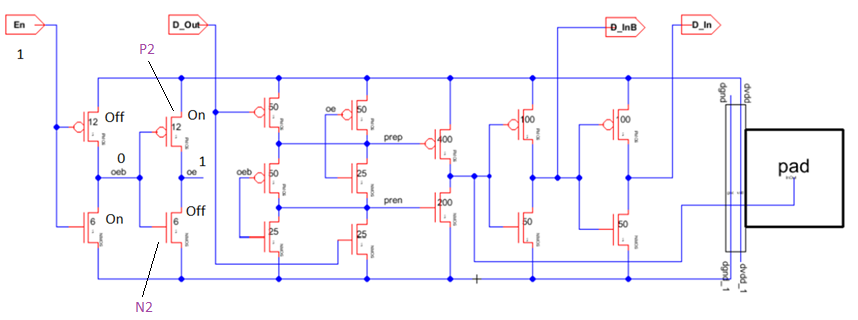 En
D_Out
D_InB
D_In
1
P2
dgnd
dvdd
12
Off
12
On
50
oe
50
100
100
0
1
prep
400
pad
oeb
oe
oeb
50
25
pren
200
6
On
Off
6
25
25
50
50
N2
dgnd_1
dvdd_1